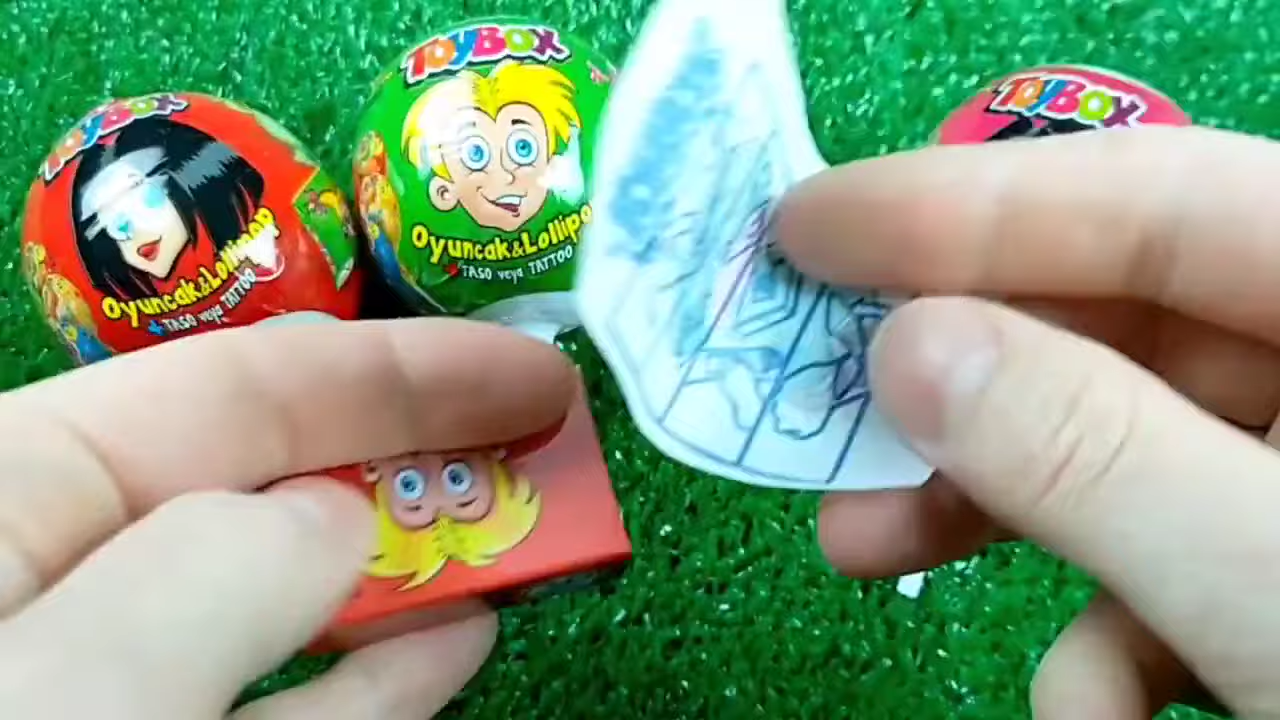 TOYBOX
Oyuncak&Lollipop
+ TASO veya TATTOO
TOYBOX
Oyuncak&Lollipo
+ TASO veya TATTOO
TOYBOX